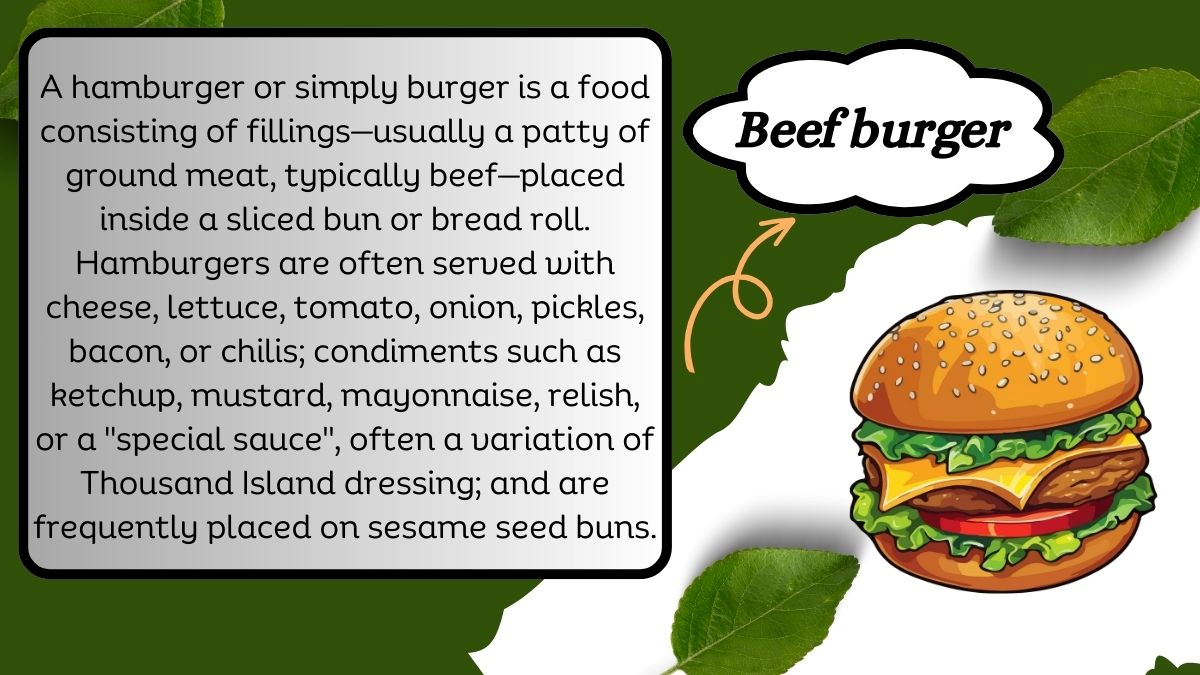 A hamburger or simply burger is a food
consisting of fillings—usually a patty of
ground meat, typically beef—placed
inside a sliced bun or bread roll.
Hamburgers are often served with
cheese, lettuce, tomato, onion, pickles,
bacon, or chilis; condiments such as
ketchup, mustard, mayonnaise, relish,
or a "special sauce", often a variation of
Thousand Island dressing; and are
frequently placed on sesame seed buns.
Beef burger